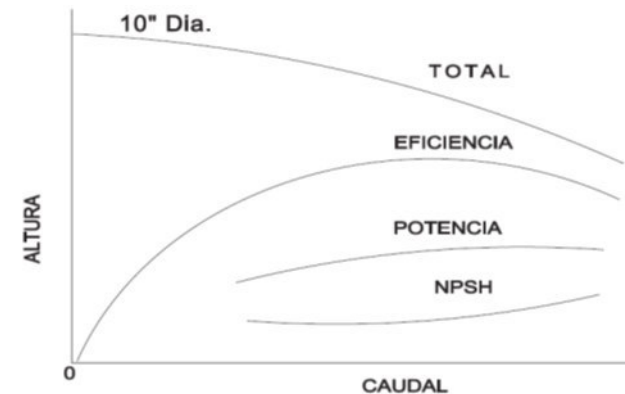 10" Dia.
TOTAL
EFICIENCIA
POTENCIA
NPSH
ALTURA
0
CAUDAL